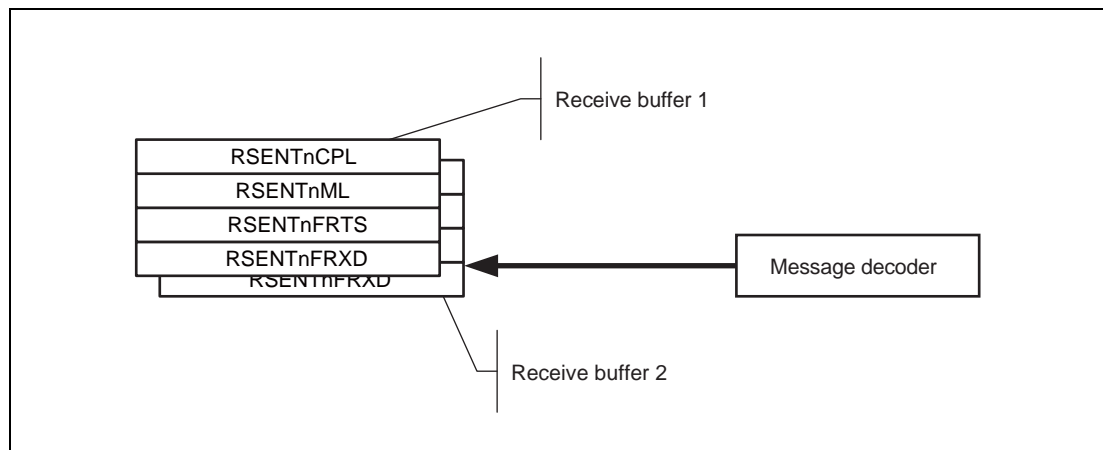 Receive buffer 1
RSENTnCPL
RSENTnML
RSENTnFRTS
RSENTnFRXD
RSENTnFRXD
Message decoder
Receive buffer 2